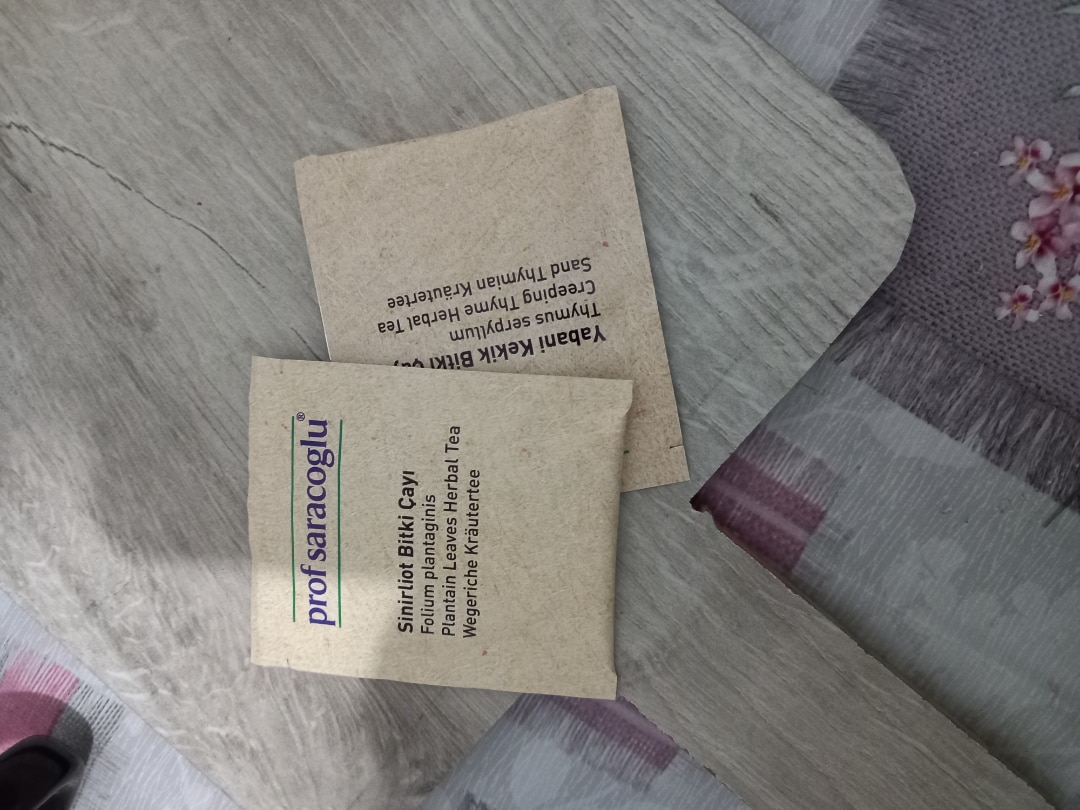 prof saracoglu®
Sinirliot Bitki Çayı
Folium plantaginis
Plantain Leaves Herbal Tea
Wegeriche Kräutertee
Yabani Kekik Bitki
Thymus serpyllum
Creeping Thyme Herbal Tea
Sand Thymian Kräutertee